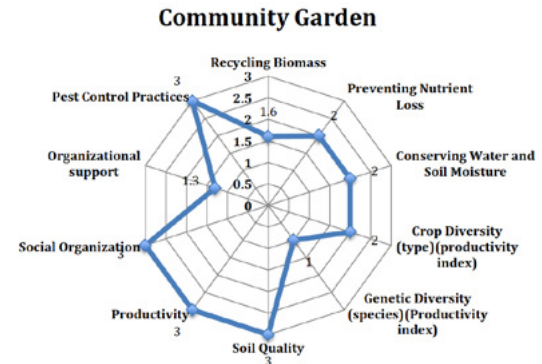 Community Garden
Recycling Biomass
3
2.5
2
1.5
1
0.5
0
1.6
Preventing Nutrient
Loss
2
Conserving Water and
Soil Moisture
2
Crop Diversity
(type)(productivity
index)
2
Genetic Diversity
(species)(Productivity
index)
1
Soil Quality
3
Productivity
3
Social Organization
3
Organizational
support
1.3
Pest Control Practices
3